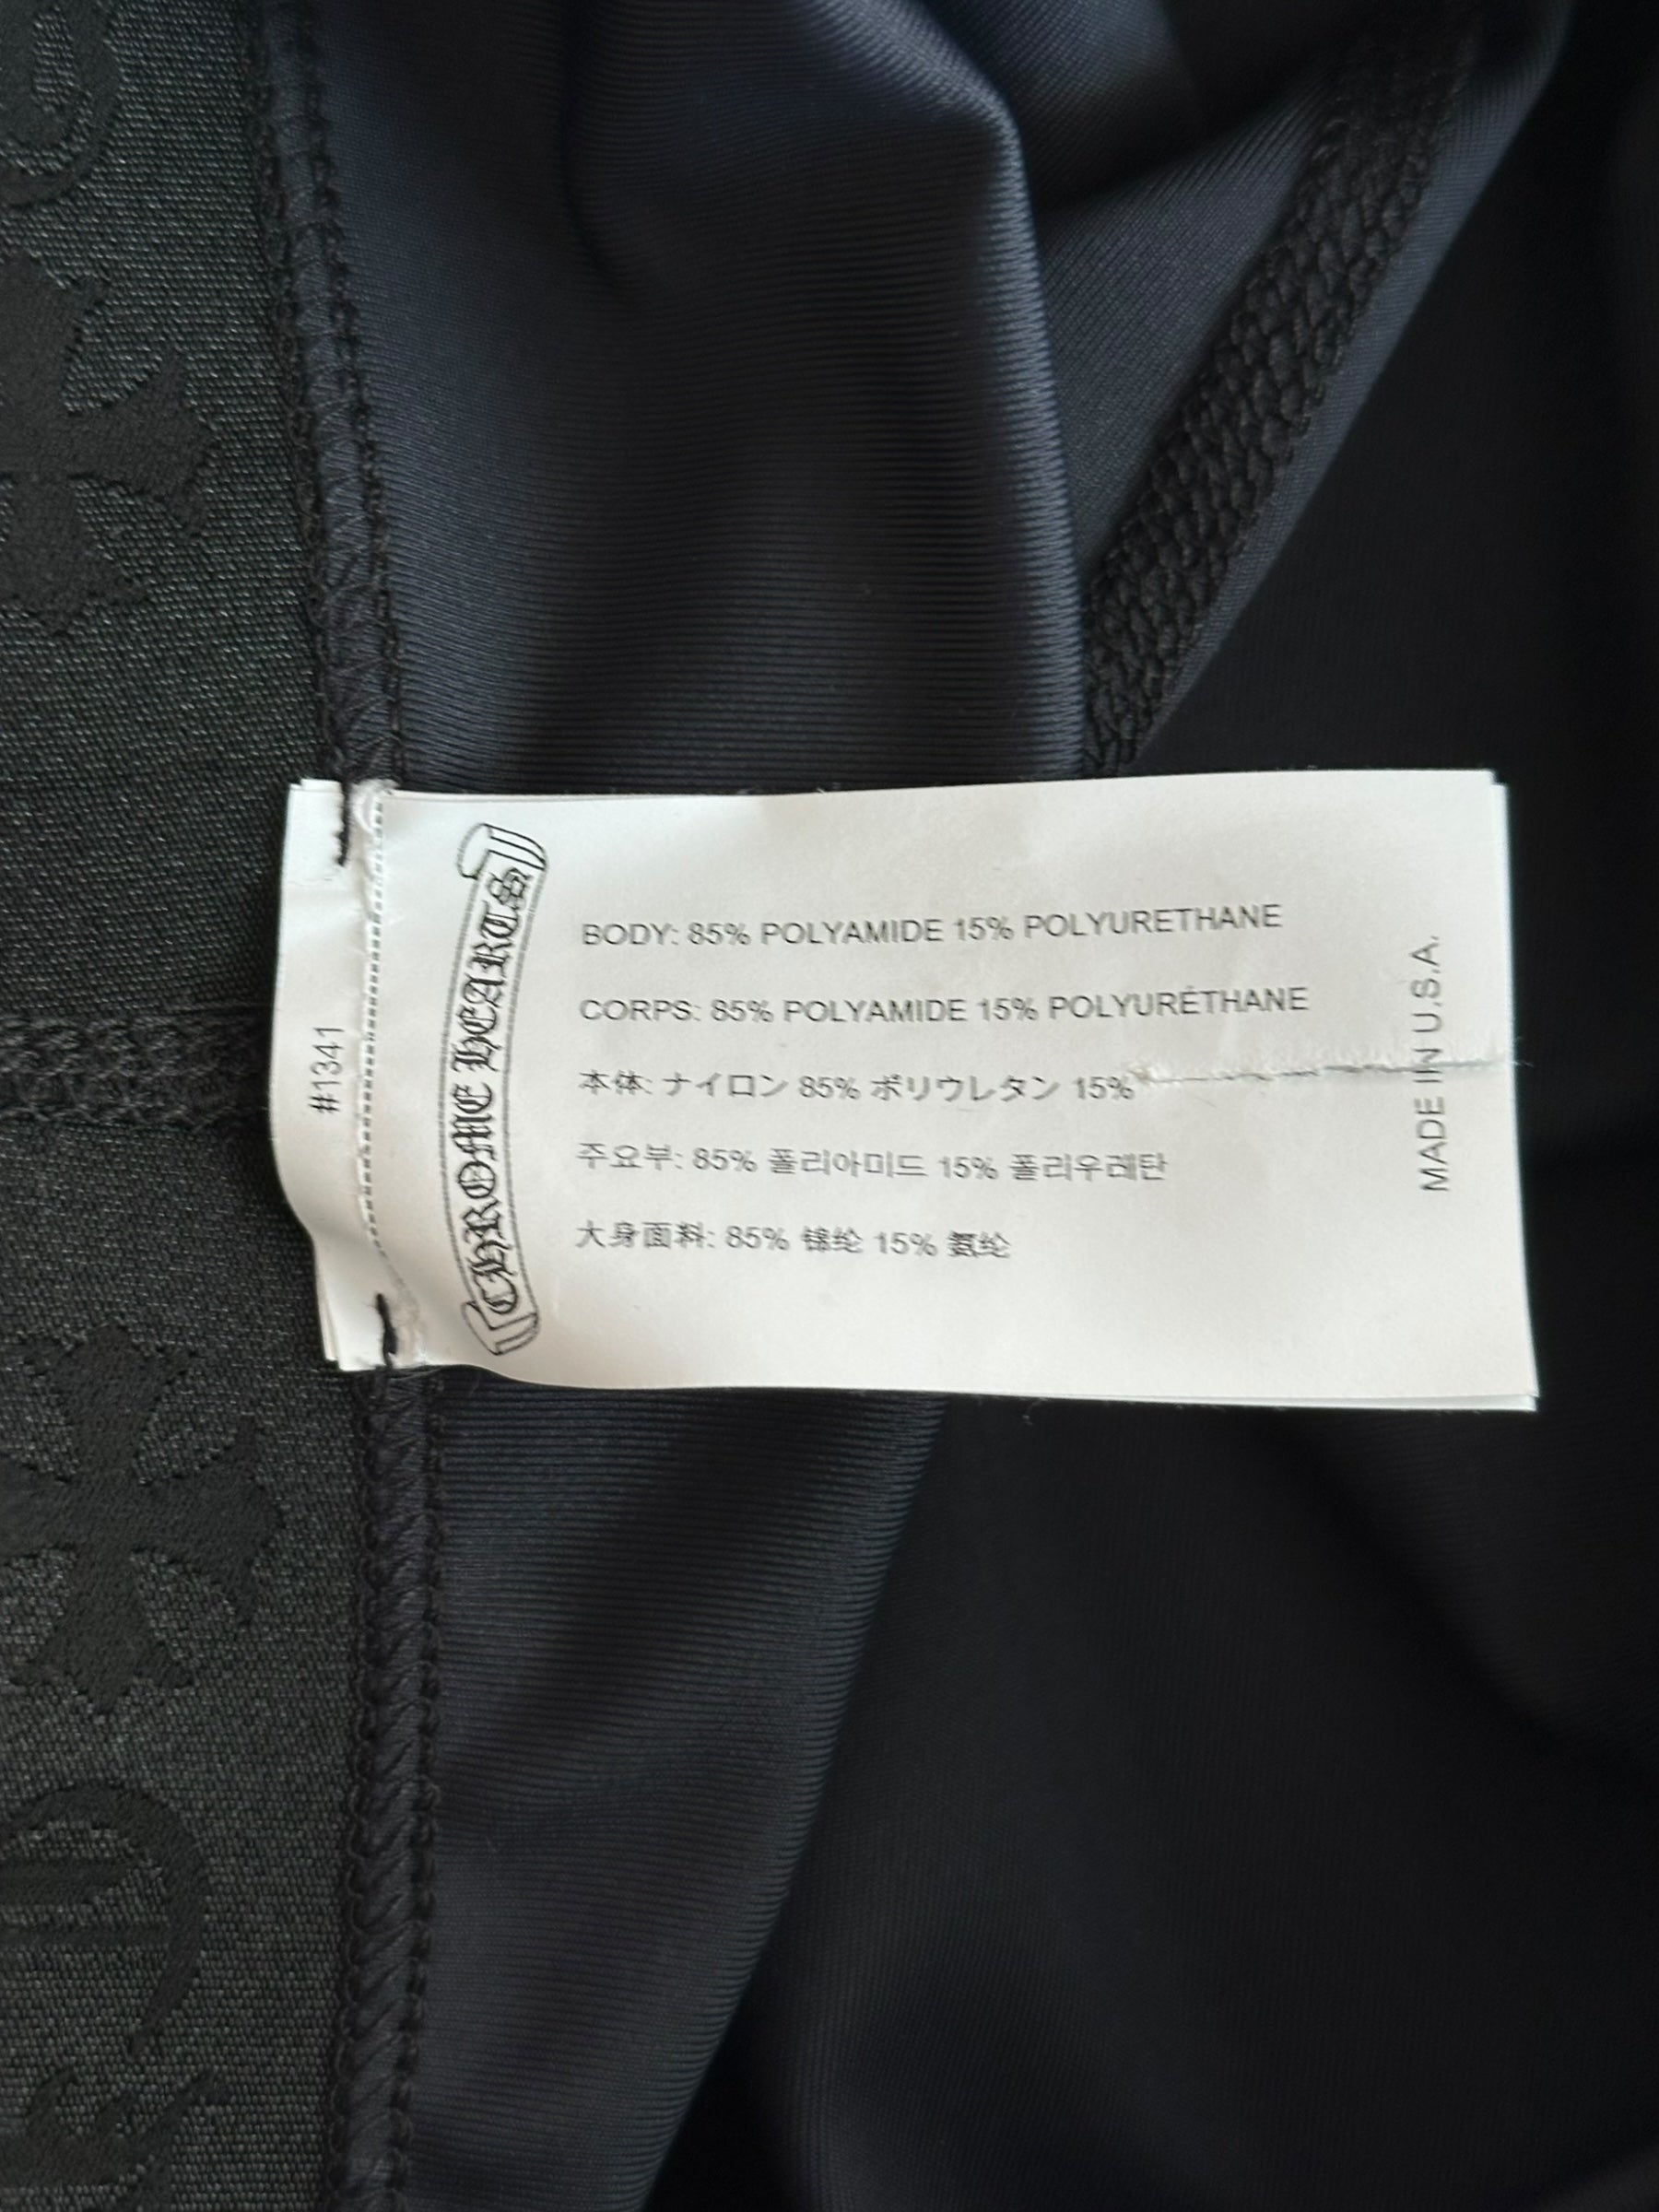 #1341
CHROME HEARTS
BODY: 85% POLYAMIDE 15% POLYURETHANE
CORPS: 85% POLYAMIDE 15% POLYURÉTHANE
本体: ナイロン 85% ポリウレタン 15%
주요부: 85% 폴리아미드 15% 폴리우레탄
大身面料: 85% 锦纶 15% 氨纶
MADE IN U.S.A.